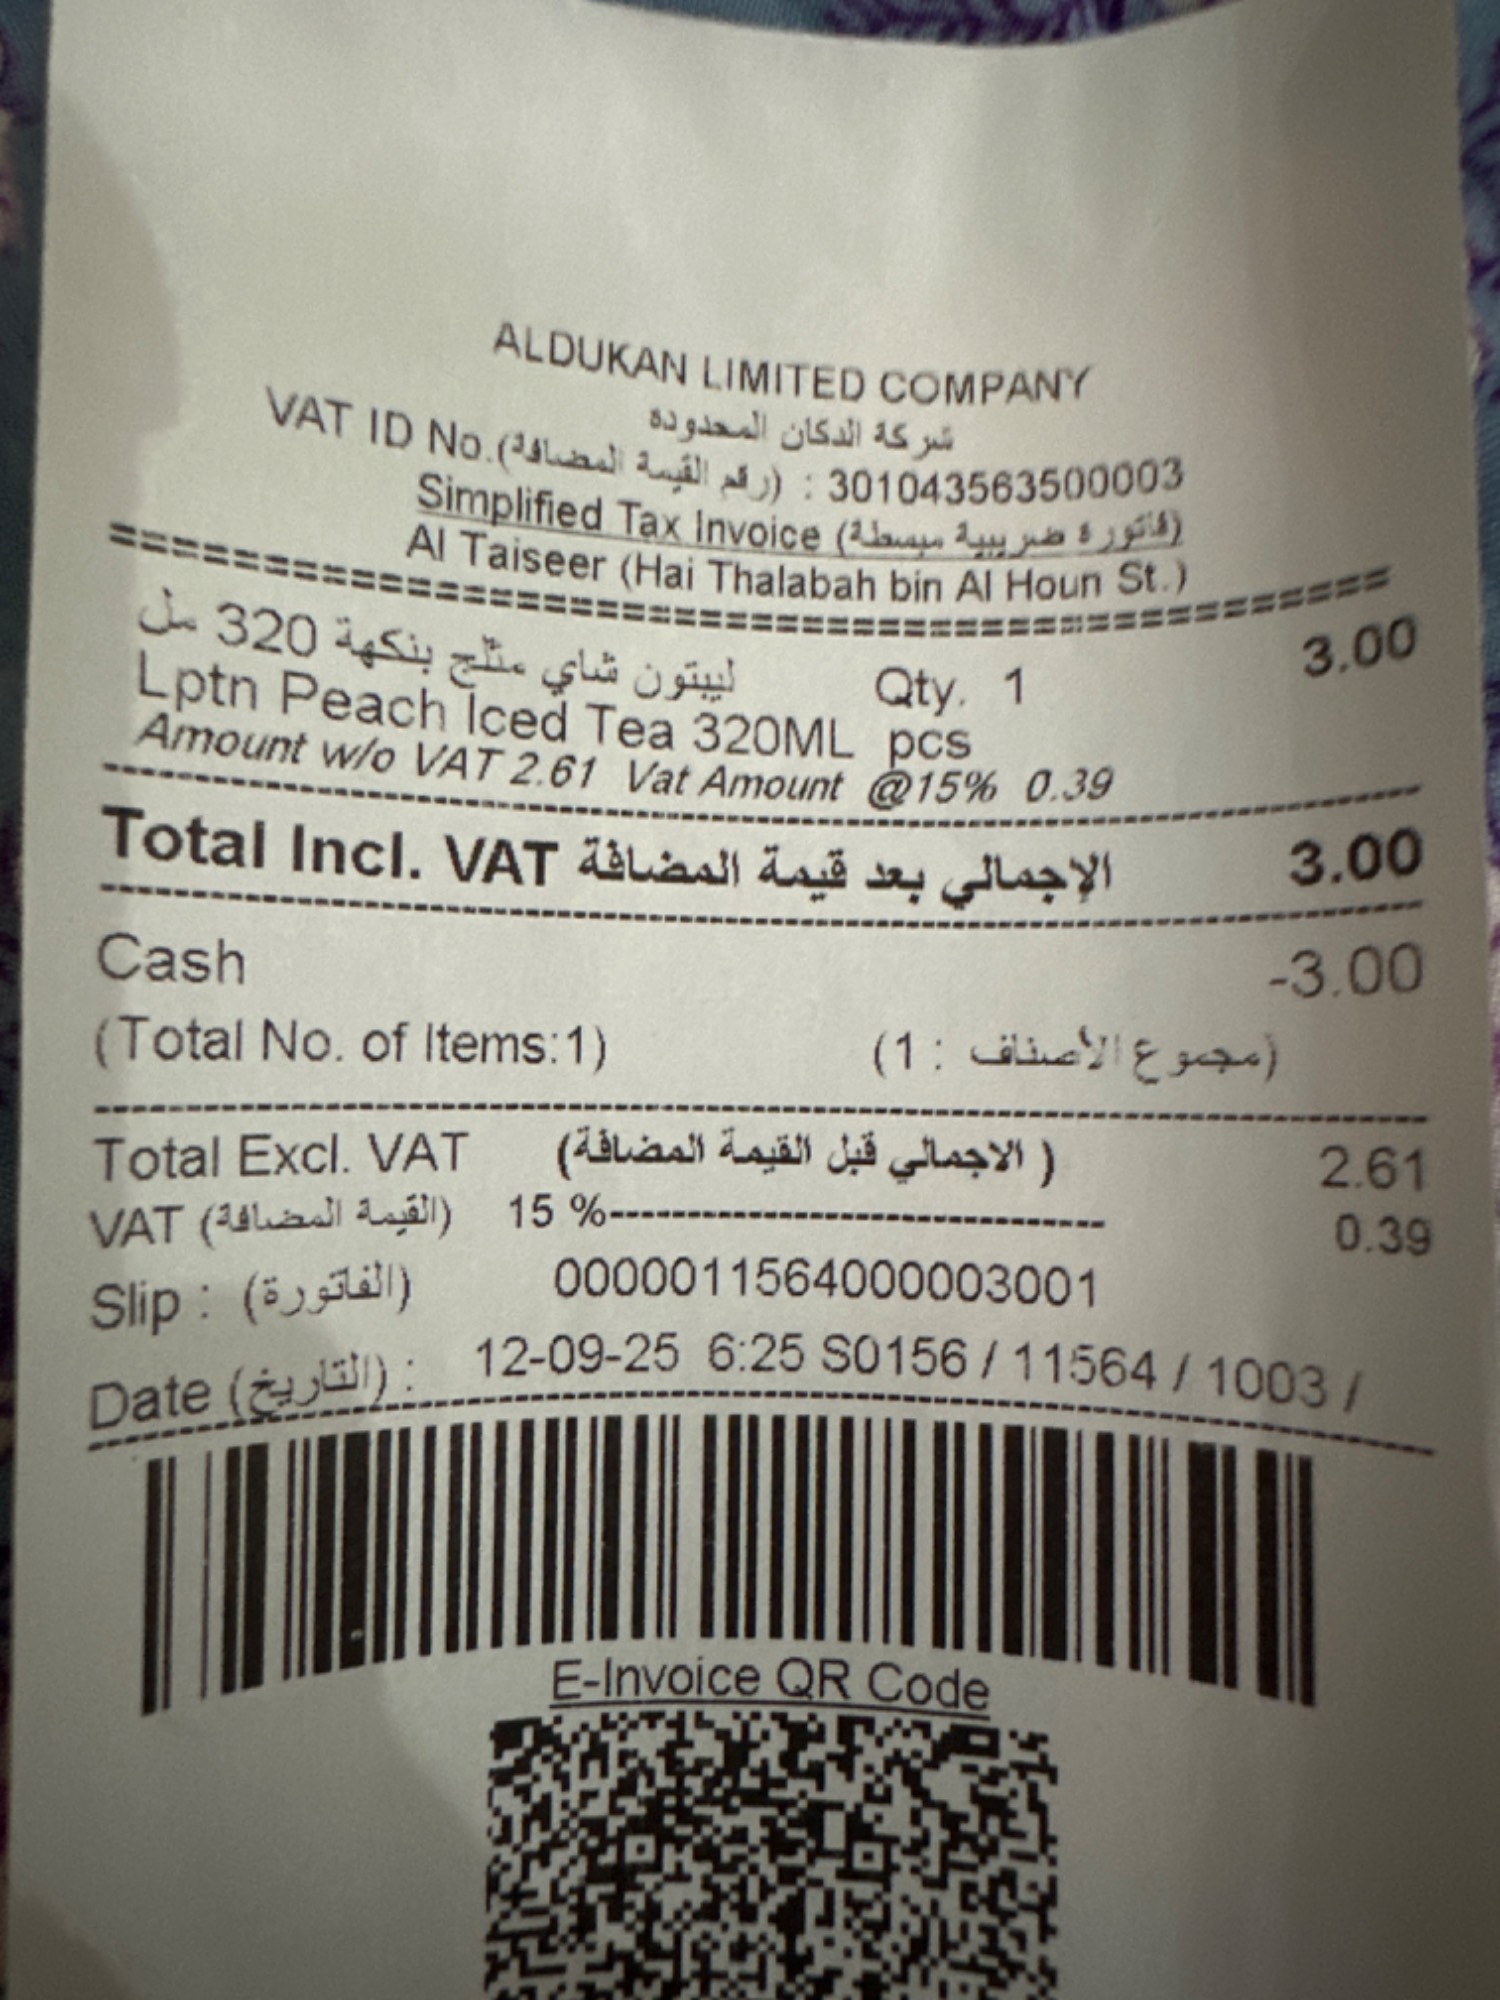 ALDUKAN LIMITED COMPANY
شركة الدكان المحدوده
VAT ID No.(رقم القيمة المضافة) : 301043563500003
Simplified Tax Invoice (فاتورة ضريبية مبسطة)
Al Taiseer (Hai Thalabah bin Al Houn St.)
ليبتون شاي مثلج بنكهة 320 مل Qty. 1 3.00
Lptn Peach Iced Tea 320ML pcs
Amount w/o VAT 2.61 Vat Amount @15% 0.39
Total Incl. VAT الإجمالي بعد قيمة المضافة 3.00
Cash -3.00
(Total No. of Items:1) (مجموع الأصناف : 1)
Total Excl. VAT ( الاجمالي قبل القيمة المضافة) 2.61
VAT (القيمة المضافة) 15 %------------------------------------ 0.39
Slip : (الفاتورة) 0000011564000003001
Date (التاريخ) : 12-09-25 6:25 S0156 / 11564 / 1003 /
E-Invoice QR Code